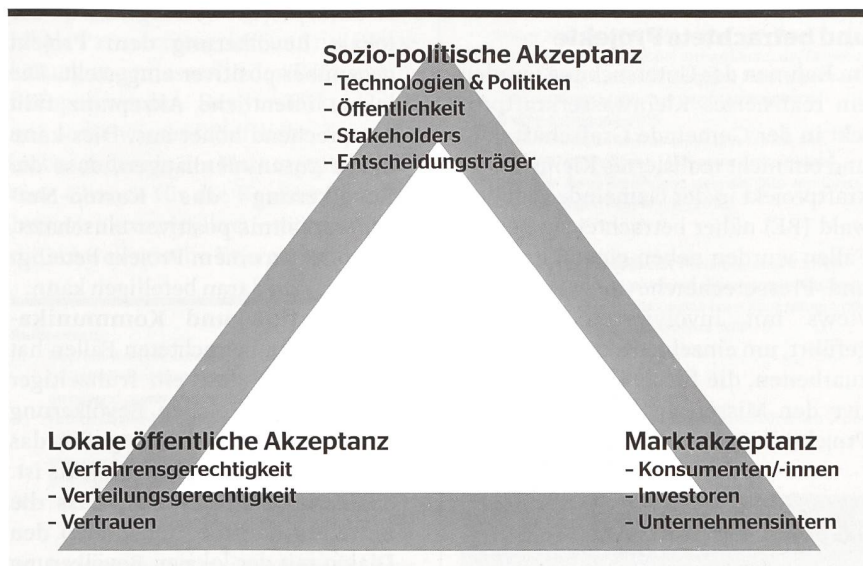 Sozio-politische Akzeptanz
– Technologien & Politiken
– Öffentlichkeit
– Stakeholders
– Entscheidungsträger
Lokale öffentliche Akzeptanz
– Verfahrensgerechtigkeit
– Verteilungsgerechtigkeit
– Vertrauen
Marktakzeptanz
– Konsumenten/-innen
– Investoren
– Unternehmensintern